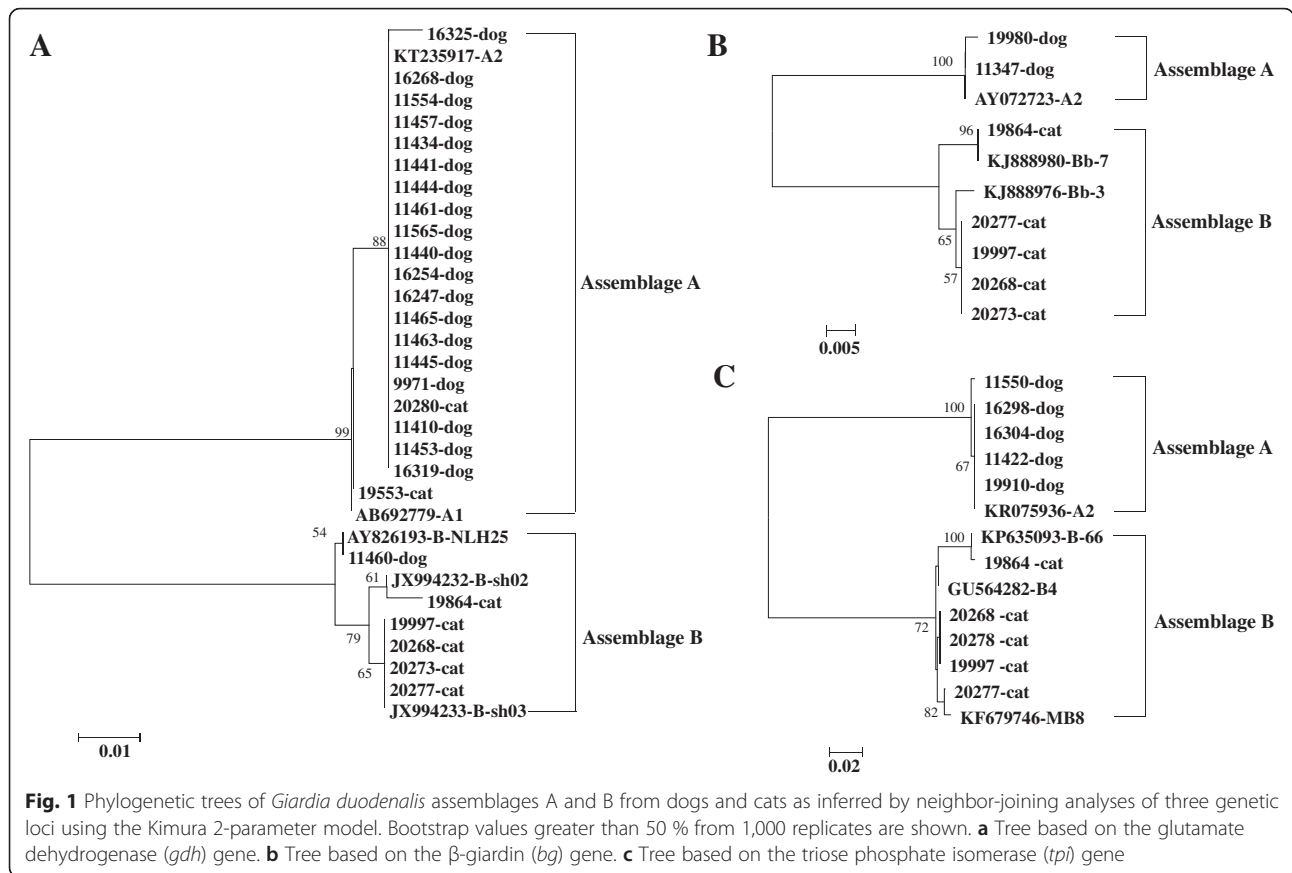 A
16325-dog
KT235917-A2
16268-dog
11554-dog
11457-dog
11434-dog
11441-dog
11444-dog
11461-dog
11565-dog
88
11440-dog
16254-dog
Assemblage A
16247-dog
11465-dog
11463-dog
11445-dog
9971-dog
20280-cat
11410-dog
99
11453-dog
16319-dog
19553-cat
AB692779-A1
54
AY826193-B-NLH25
11460-dog
61
JX994232-B-sh02
19864-cat
19997-cat
79
Assemblage B
20268-cat
65
20273-cat
20277-cat
JX994233-B-sh03
0.01
B
19980-dog
100
11347-dog
Assemblage A
AY072723-A2
96
19864-cat
KJ888980-Bb-7
KJ888976-Bb-3
20277-cat
Assemblage B
65
19997-cat
57
20268-cat
20273-cat
0.005
C
11550-dog
100
16298-dog
16304-dog
Assemblage A
67
11422-dog
19910-dog
KR075936-A2
100
KP635093-B-66
19864 -cat
GU564282-B4
20268 -cat
72
Assemblage B
20278 -cat
19997 -cat
20277-cat
82
KF679746-MB8
0.02
Fig. 1 Phylogenetic trees of Giardia duodenalis assemblages A and B from dogs and cats as inferred by neighbor-joining analyses of three genetic
loci using the Kimura 2-parameter model. Bootstrap values greater than 50 % from 1,000 replicates are shown. a Tree based on the glutamate
dehydrogenase (gdh) gene. b Tree based on the β-giardin (bg) gene. c Tree based on the triose phosphate isomerase (tpi) gene